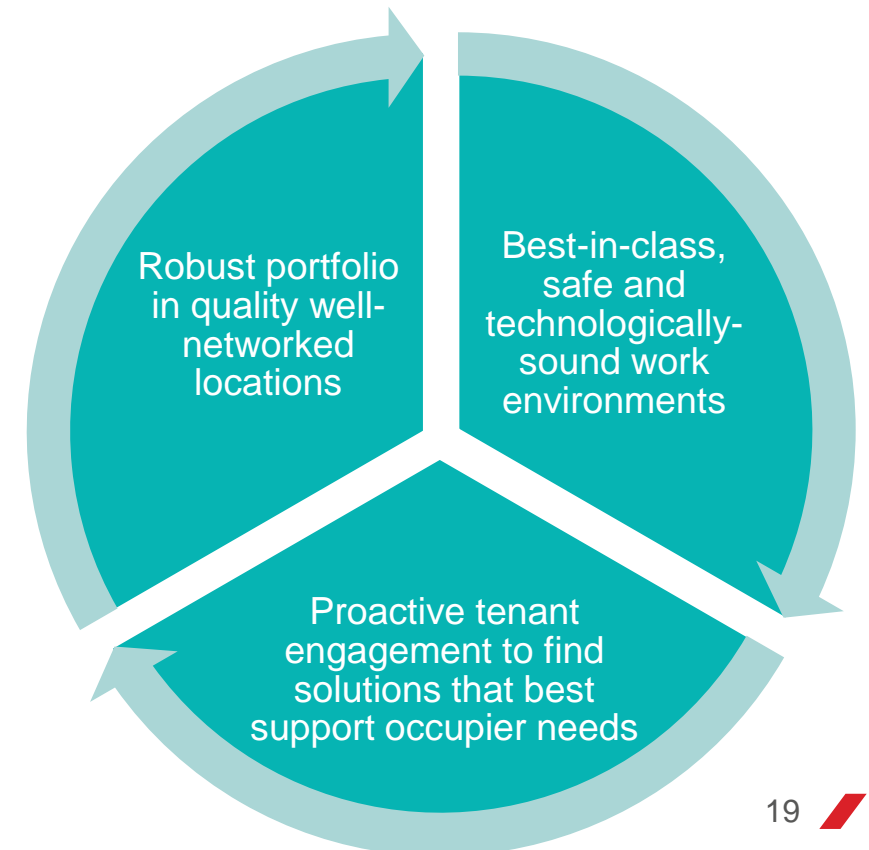 Robust portfolio
in quality well-
networked
locations
Best-in-class,
safe and
technologically-
sound work
environments
Proactive tenant
engagement to find
solutions that best
support occupier needs
19